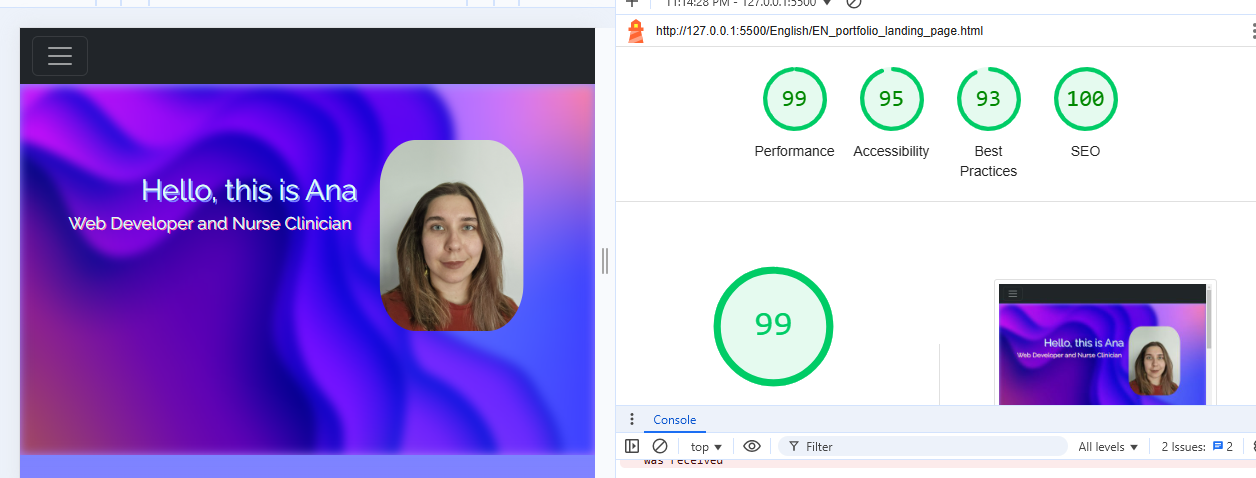 Hello, this is Ana
Web Developer and Nurse Clinician
11:14:28 PM - 127.0.0.1:5500
http://127.0.0.1:5500/English/EN_portfolio_landing_page.html
99
95
93
100
Performance
Accessibility
Best
Practices
SEO
99
Hello, this is Ana
Web Developer and Nurse Clinician
Console
top
Filter
All levels
2 Issues:
2
was received